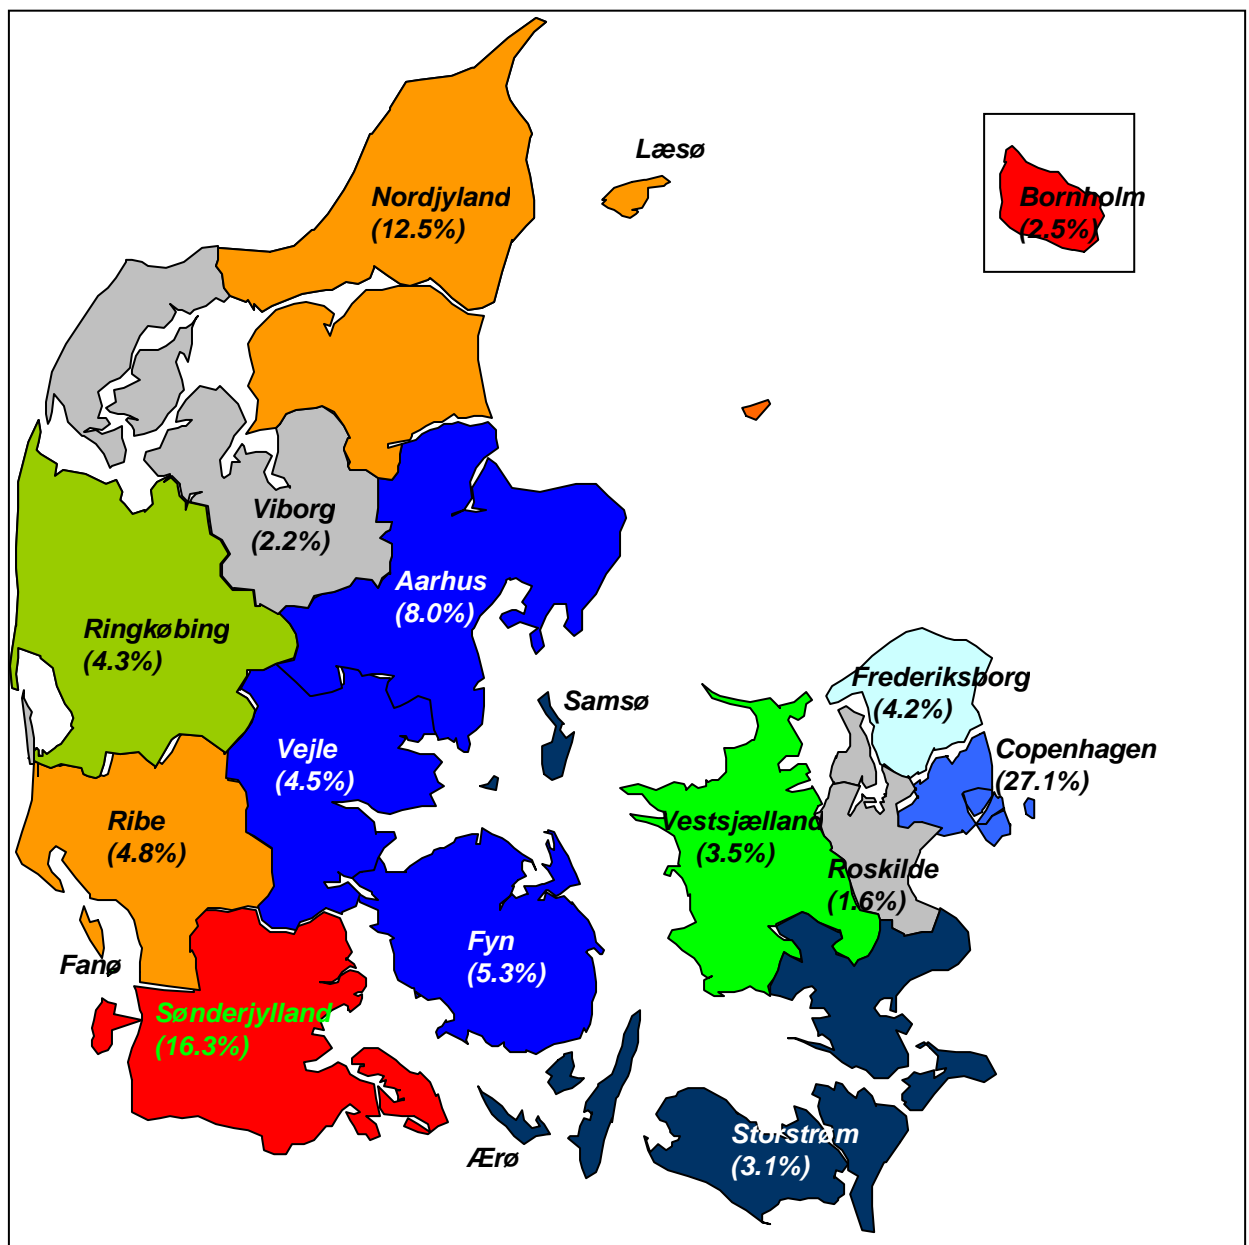 Læsø
Nordjyland
(12.5%)
Bornholm
(2.5%)
Viborg
(2.2%)
Aarhus
(8.0%)
Ringkøbing
(4.3%)
Frederiksborg
(4.2%)
Samsø
Vejle
(4.5%)
Copenhagen
(27.1%)
Ribe
(4.8%)
Vestsjælland
(3.5%)
Roskilde
(1.6%)
Fyn
(5.3%)
Fanø
Sønderjylland
(16.3%)
Storstrøm
(3.1%)
Ærø